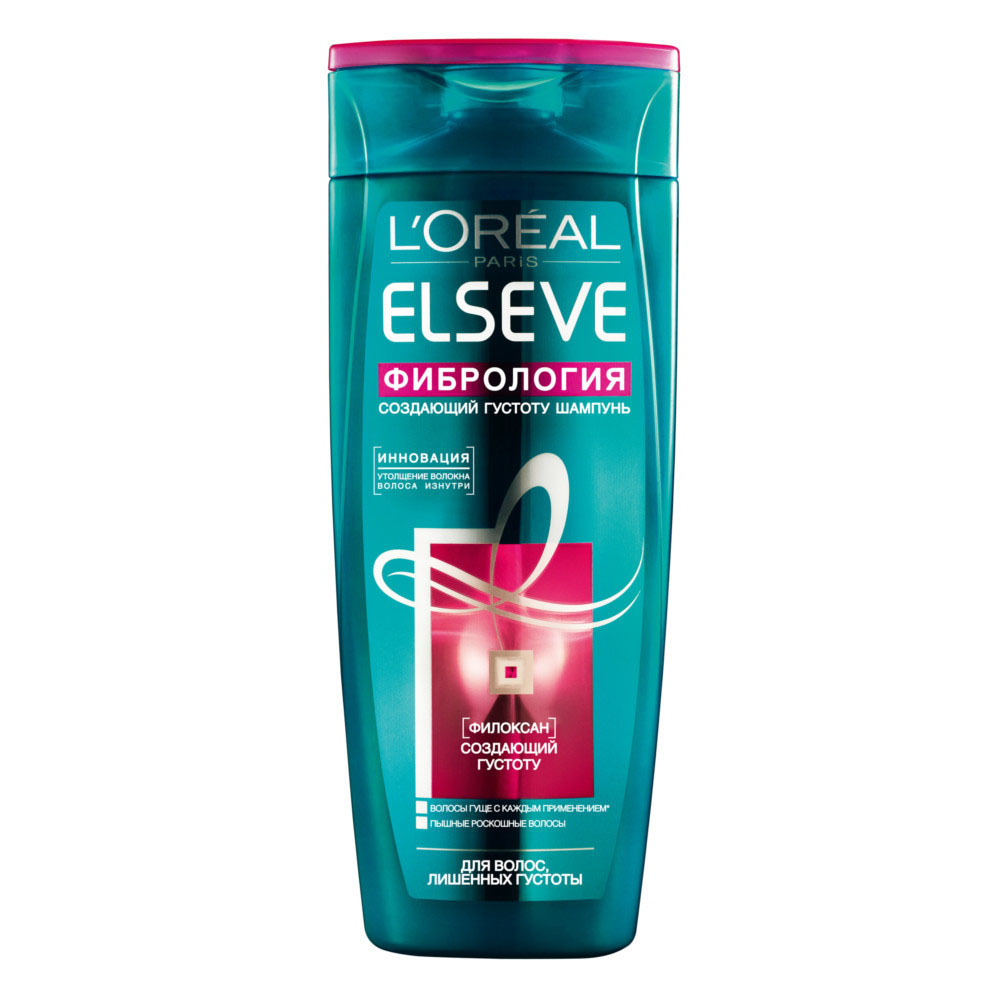 L'ORÉAL
PARIS
ELSEVE
ФИБРОЛОГИЯ
СОЗДАЮЩИЙ ГУСТОТУ ШАМПУНЬ
ИННОВАЦИЯ
УТОЛЩЕНИЕ ВОЛОКНА
ВОЛОСА ИЗНУТРИ
[ФИЛОКСАН]
СОЗДАЮЩИЙ
ГУСТОТУ
ВОЛОСЫ ГУЩЕ С КАЖДЫМ ПРИМЕНЕНИЕМ*
ПЫШНЫЕ РОСКОШНЫЕ ВОЛОСЫ
ДЛЯ ВОЛОС,
ЛИШЕННЫХ ГУСТОТЫ